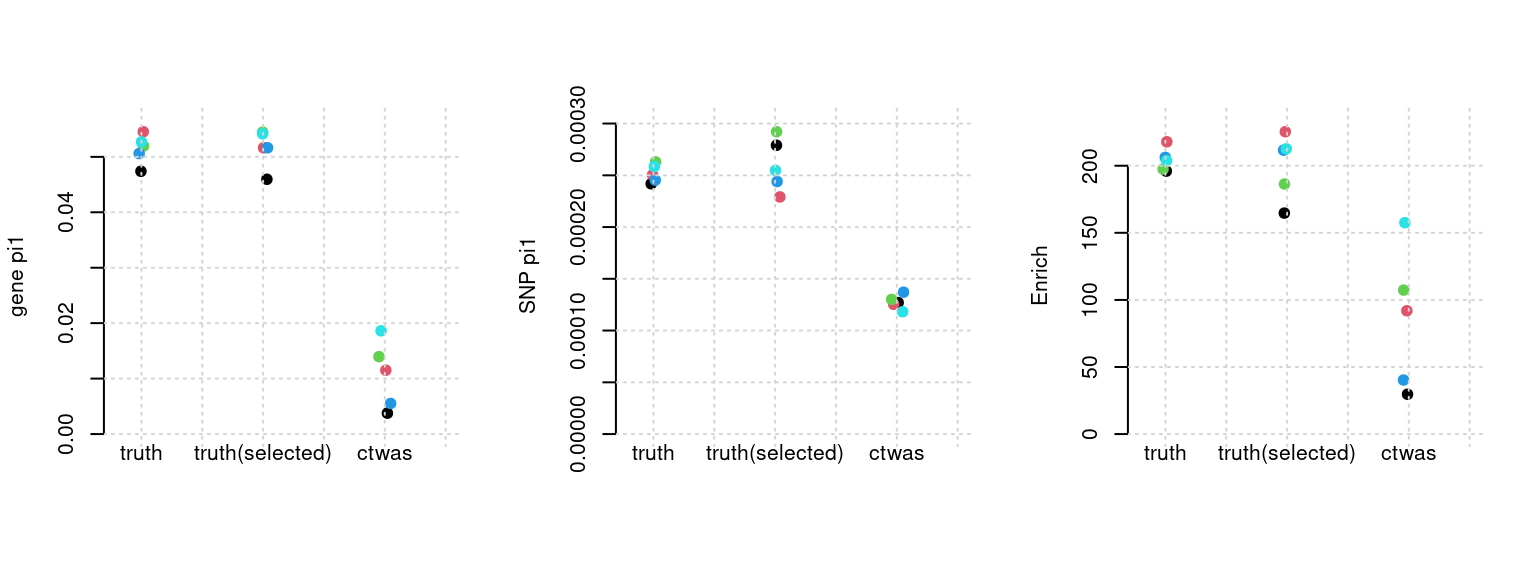 gene pi1
0.00
0.02
0.04
truth
truth(selected)
ctwas
SNP pi1
0.00000
0.00010
0.00020
0.00030
truth
truth(selected)
ctwas
Enrich
0
50
100
150
200
truth
truth(selected)
ctwas